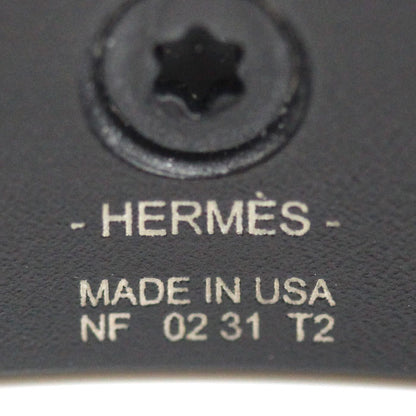 - HERMÈS -
MADE IN USA
NF 02 31 T2